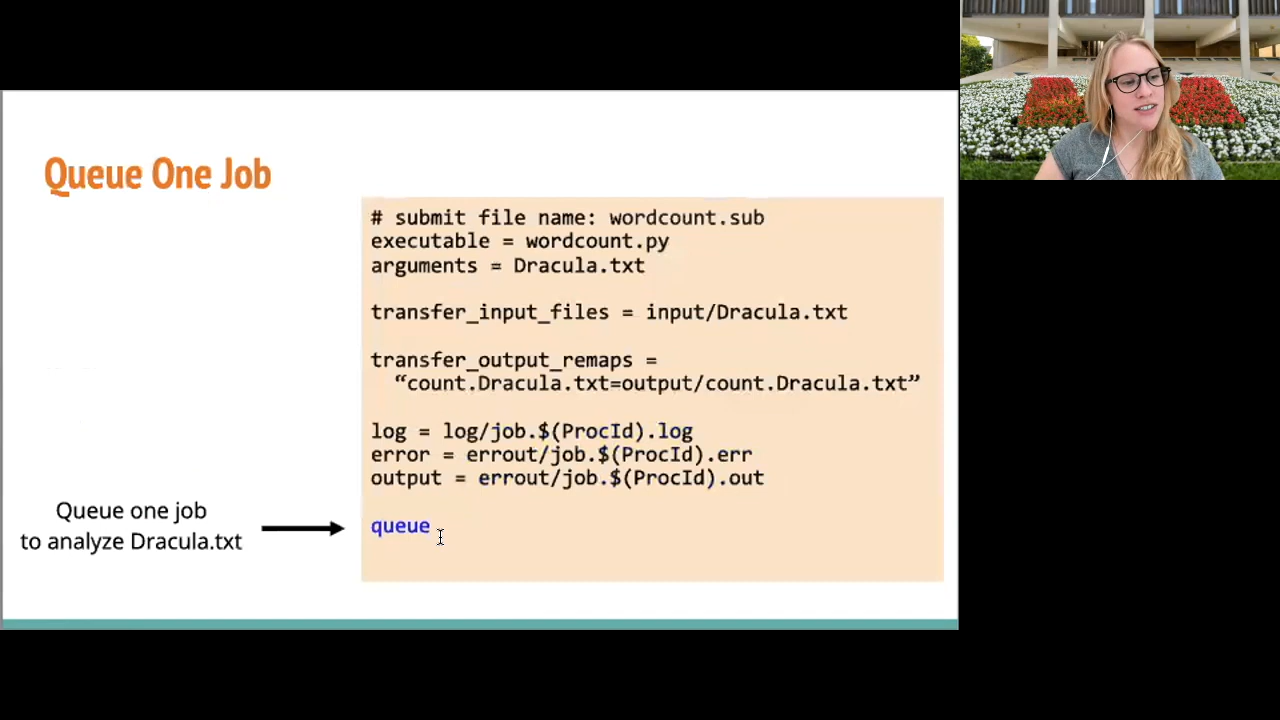 Queue One Job
# submit file name: wordcount.sub
executable = wordcount.py
arguments = Dracula.txt
transfer_input_files = input/Dracula.txt
transfer_output_remaps =
“count.Dracula.txt=output/count.Dracula.txt”
log = log/job.$(ProcId).log
error = errout/job.$(ProcId).err
output = errout/job.$(ProcId).out
Queue one job
to analyze Dracula.txt
queue